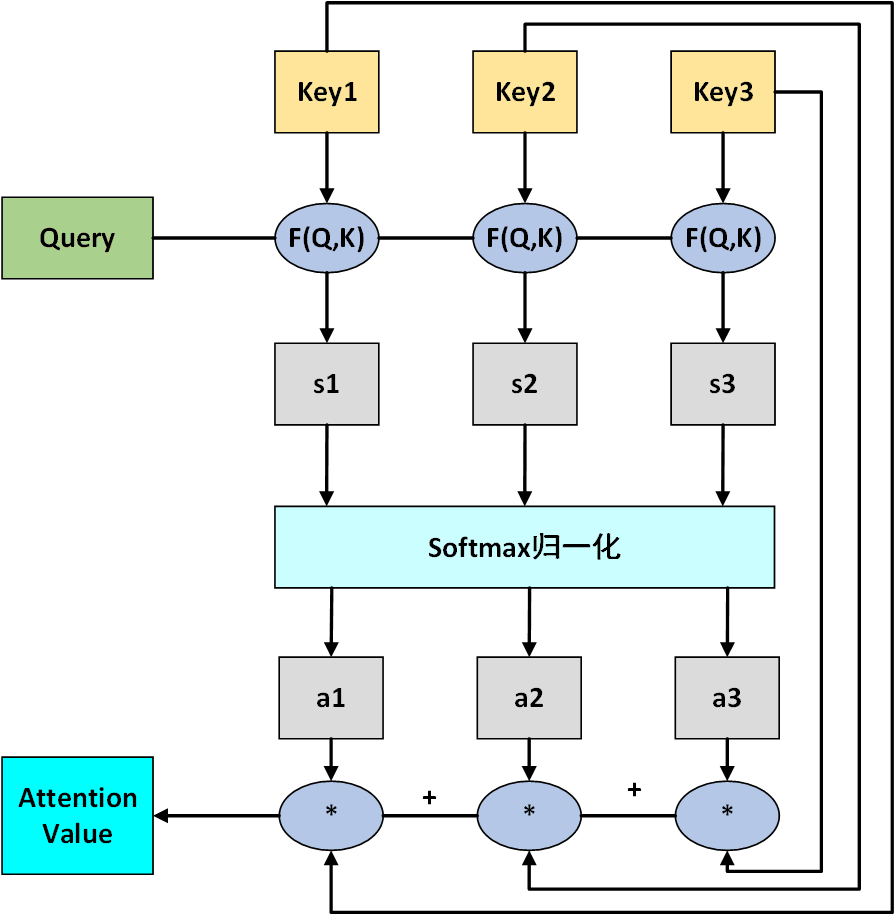 Key1
Key2
Key3
Query
F(Q,K)
F(Q,K)
F(Q,K)
s1
s2
s3
Softmax归一化
a1
a2
a3
Attention
Value
*
+
*
+
*